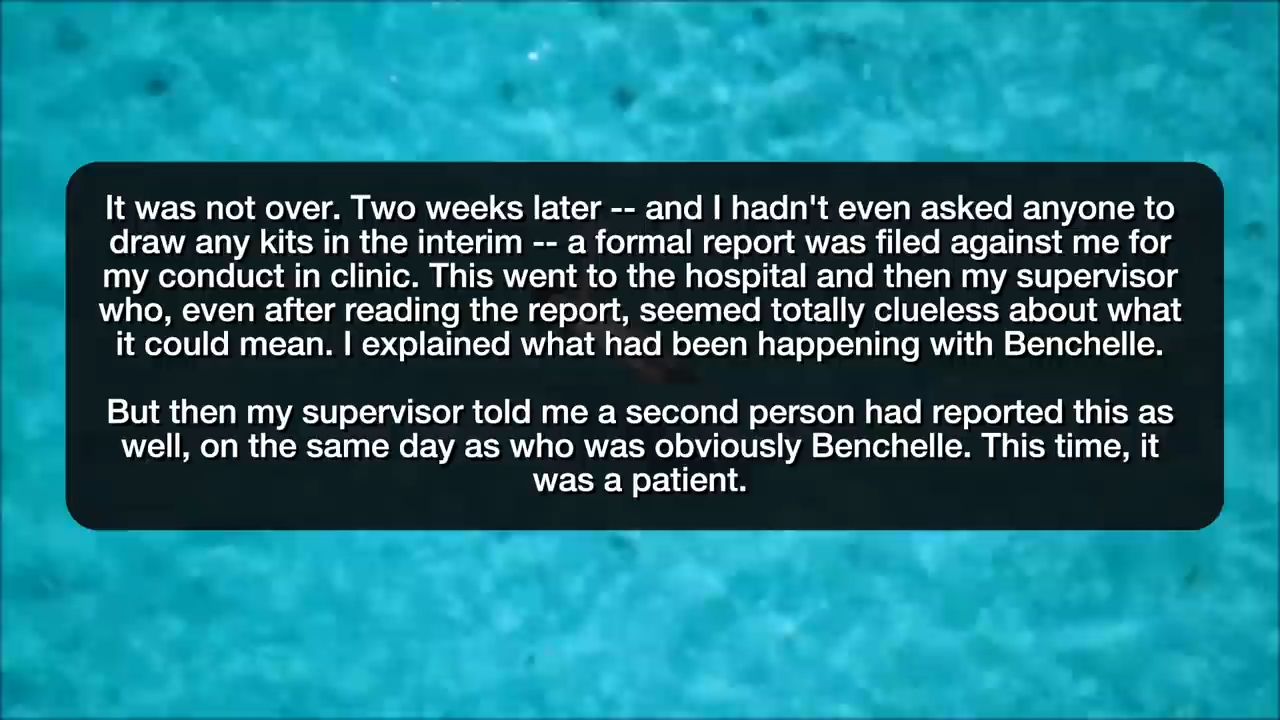 It was not over. Two weeks later -- and I hadn't even asked anyone to
draw any kits in the interim -- a formal report was filed against me for
my conduct in clinic. This went to the hospital and then my supervisor
who, even after reading the report, seemed totally clueless about what
it could mean. I explained what had been happening with Benchelle.
But then my supervisor told me a second person had reported this as
well, on the same day as who was obviously Benchelle. This time, it
was a patient.